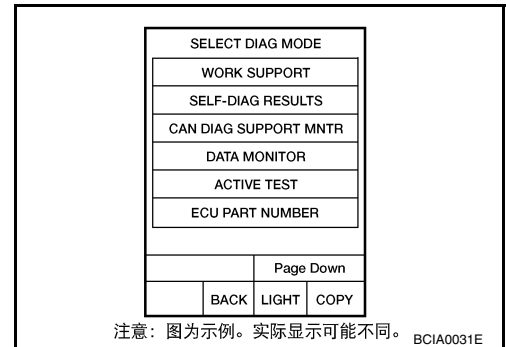 SELECT DIAG MODE
WORK SUPPORT
SELF-DIAG RESULTS
CAN DIAG SUPPORT MNTR
DATA MONITOR
ACTIVE TEST
ECU PART NUMBER
Page Down
BACK LIGHT COPY
注意：图为示例。实际显示可能不同。
BCIA0031E